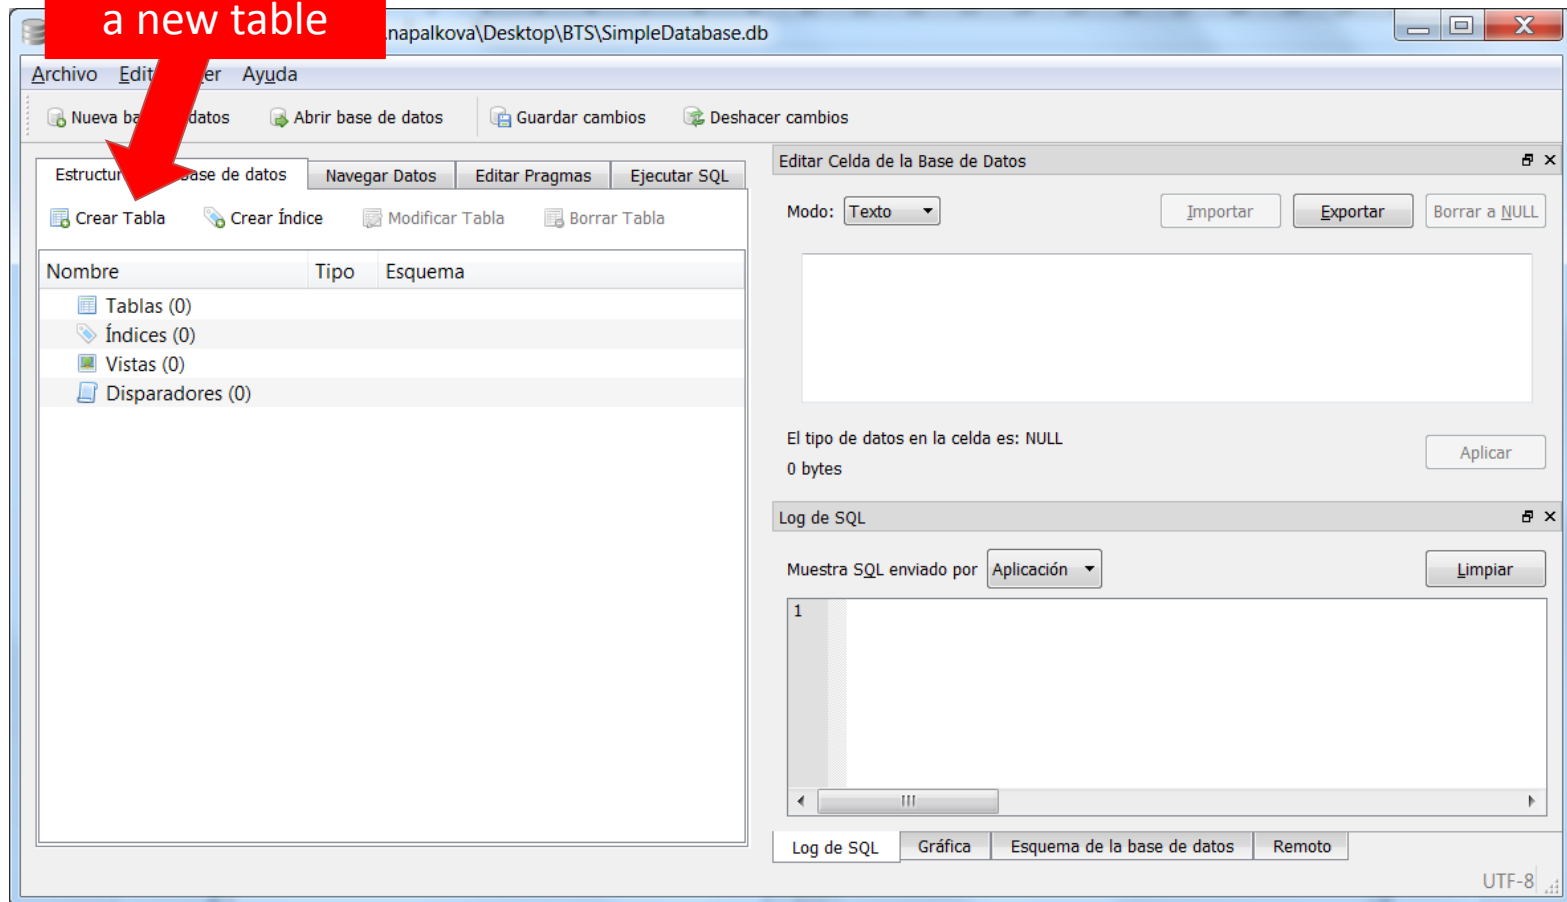 a new table
.napalkova\Desktop\BTS\SimpleDatabase.db
Archivo Edit er Ayuda
Nueva ba datos Abrir base de datos Guardar cambios Deshacer cambios
Estructur ase de datos Navegar Datos Editar Pragmas Ejecutar SQL
Crear Tabla Crear Índice Modificar Tabla Borrar Tabla
Nombre Tipo Esquema
Tablas (0)
Índices (0)
Vistas (0)
Disparadores (0)
Editar Celda de la Base de Datos
Modo: Texto Importar Exportar Borrar a NULL
El tipo de datos en la celda es: NULL
0 bytes
Aplicar
Log de SQL
Muestra SQL enviado por Aplicación Limpiar
1
Log de SQL Gráfica Esquema de la base de datos Remoto
UTF-8